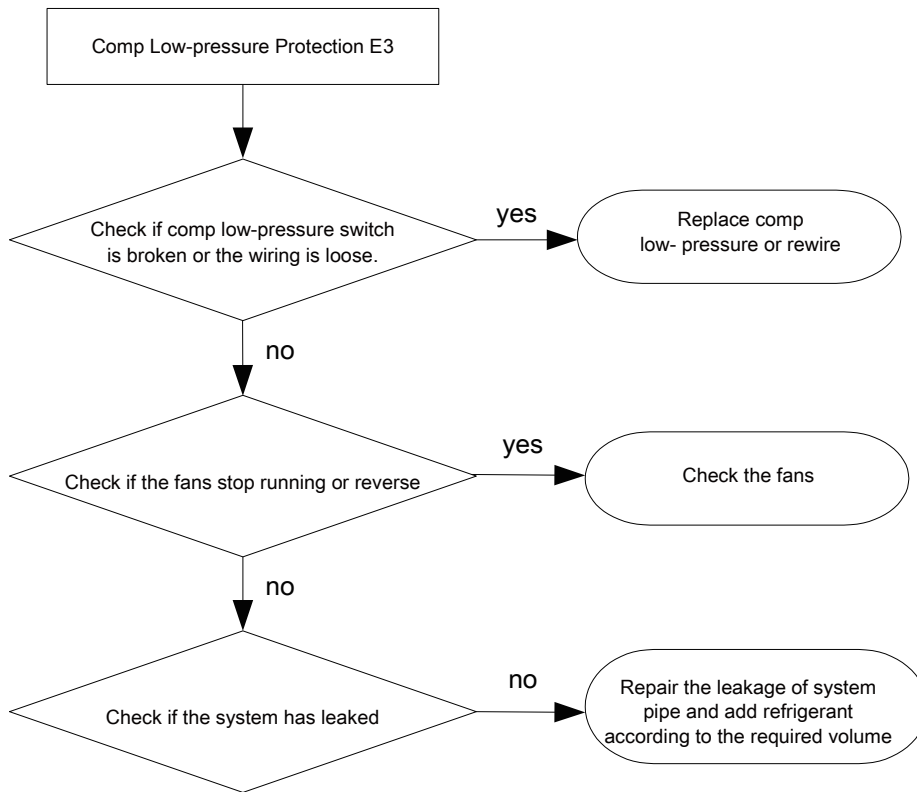 Comp Low-pressure Protection E3
Check if comp low-pressure switch
is broken or the wiring is loose.
yes
Replace comp
low- pressure or rewire
no
Check if the fans stop running or reverse
yes
Check the fans
no
Check if the system has leaked
no
Repair the leakage of system
pipe and add refrigerant
according to the required volume